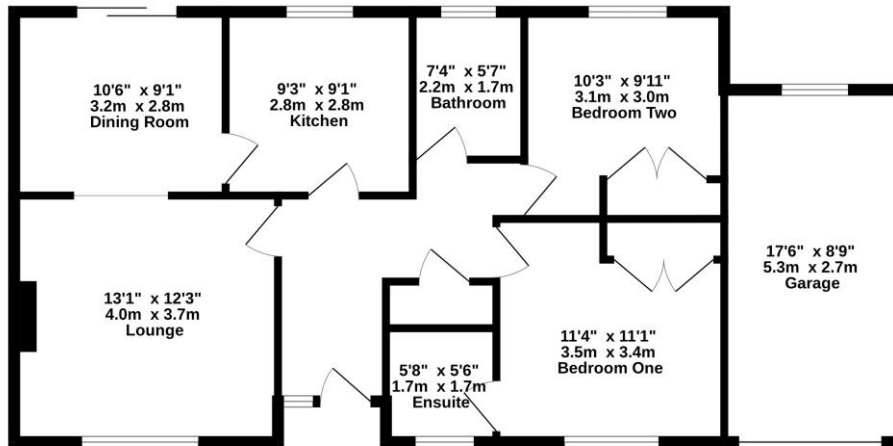 10'6" x 9'1"
3.2m x 2.8m
Dining Room
9'3" x 9'1"
2.8m x 2.8m
Kitchen
7'4" x 5'7"
2.2m x 1.7m
Bathroom
10'3" x 9'11"
3.1m x 3.0m
Bedroom Two
17'6" x 8'9"
5.3m x 2.7m
Garage
13'1" x 12'3"
4.0m x 3.7m
Lounge
5'8" x 5'6"
1.7m x 1.7m
Ensuite
11'4" x 11'1"
3.5m x 3.4m
Bedroom One